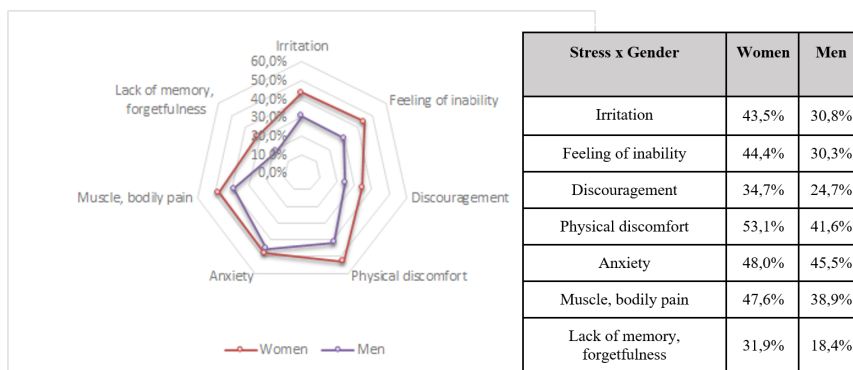 Irritation
60,0%
50,0%
40,0%
30,0%
20,0%
10,0%
0,0%
Feeling of inability
Discouragement
Physical discomfort
Anxiety
Muscle, bodily pain
Lack of memory,
forgetfulness
Women Men
Stress x Gender Women Men
Irritation 43,5% 30,8%
Feeling of inability 44,4% 30,3%
Discouragement 34,7% 24,7%
Physical discomfort 53,1% 41,6%
Anxiety 48,0% 45,5%
Muscle, bodily pain 47,6% 38,9%
Lack of memory,
forgetfulness 31,9% 18,4%